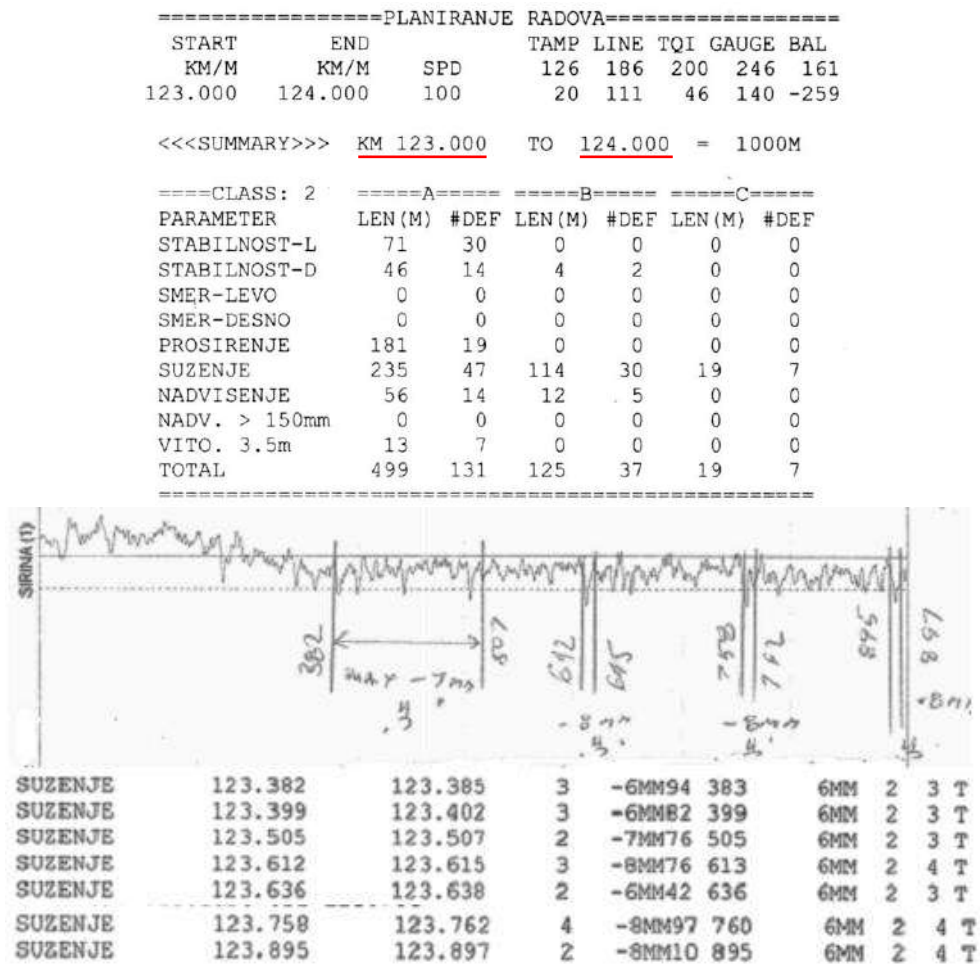 =================PLANIRANJE RADOVA==================
START END TAMP LINE TQI GAUGE BAL
KM/M KM/M SPD 126 186 200 246 161
123.000 124.000 100 20 111 46 140 -259
<<<SUMMARY>>> KM 123.000 TO 124.000 = 1000M
====CLASS: 2 =====A===== =====B===== =====C=====
PARAMETER LEN(M) #DEF LEN(M) #DEF LEN(M) #DEF
STABILNOST-L 71 30 0 0 0 0
STABILNOST-D 46 14 4 2 0 0
SMER-LEVO 0 0 0 0 0 0
SMER-DESNO 0 0 0 0 0 0
PROSIRENJE 181 19 0 0 0 0
SUZENJE 235 47 114 30 19 7
NADVISENJE 56 14 12 5 0 0
NADV. > 150mm 0 0 0 0 0 0
VITO. 3.5m 13 7 0 0 0 0
TOTAL 499 131 125 37 19 7
SIRINA(1)
382
max - 7mm
"4"
507
612
615
- 8mm
"4"
758
762
- 8mm
"4"
895
897
-8mm
4
SUZENJE 123.382 123.385 3 -6MM94 383 6MM 2 3 T
SUZENJE 123.399 123.402 3 -6MM82 399 6MM 2 3 T
SUZENJE 123.505 123.507 2 -7MM76 505 6MM 2 3 T
SUZENJE 123.612 123.615 3 -8MM76 613 6MM 2 4 T
SUZENJE 123.636 123.638 2 -6MM42 636 6MM 2 3 T
SUZENJE 123.758 123.762 4 -8MM97 760 6MM 2 4 T
SUZENJE 123.895 123.897 2 -8MM10 895 6MM 2 4 T